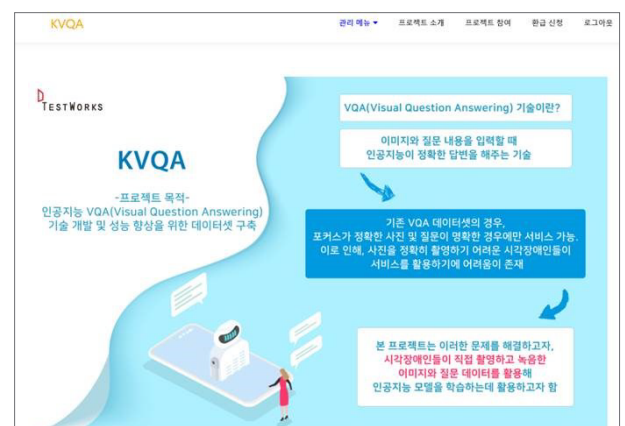 KVQA
관리 메뉴 ▾ 프로젝트 소개 프로젝트 참여 환급 신청 로그아웃
TESTWORKS
KVQA
-프로젝트 목적-
인공지능 VQA(Visual Question Answering)
기술 개발 및 성능 향상을 위한 데이터셋 구축
VQA(Visual Question Answering) 기술이란?
이미지와 질문 내용을 입력할 때
인공지능이 정확한 답변을 해주는 기술
기존 VQA 데이터셋의 경우,
포커스가 정확한 사진 및 질문이 명확한 경우에만 서비스 가능.
이로 인해, 사진을 정확히 촬영하기 어려운 시각장애인들이
서비스를 활용하기에 어려움이 존재
본 프로젝트는 이러한 문제를 해결하고자,
시각장애인들이 직접 촬영하고 녹음한
이미지와 질문 데이터를 활용해
인공지능 모델을 학습하는데 활용하고자 함